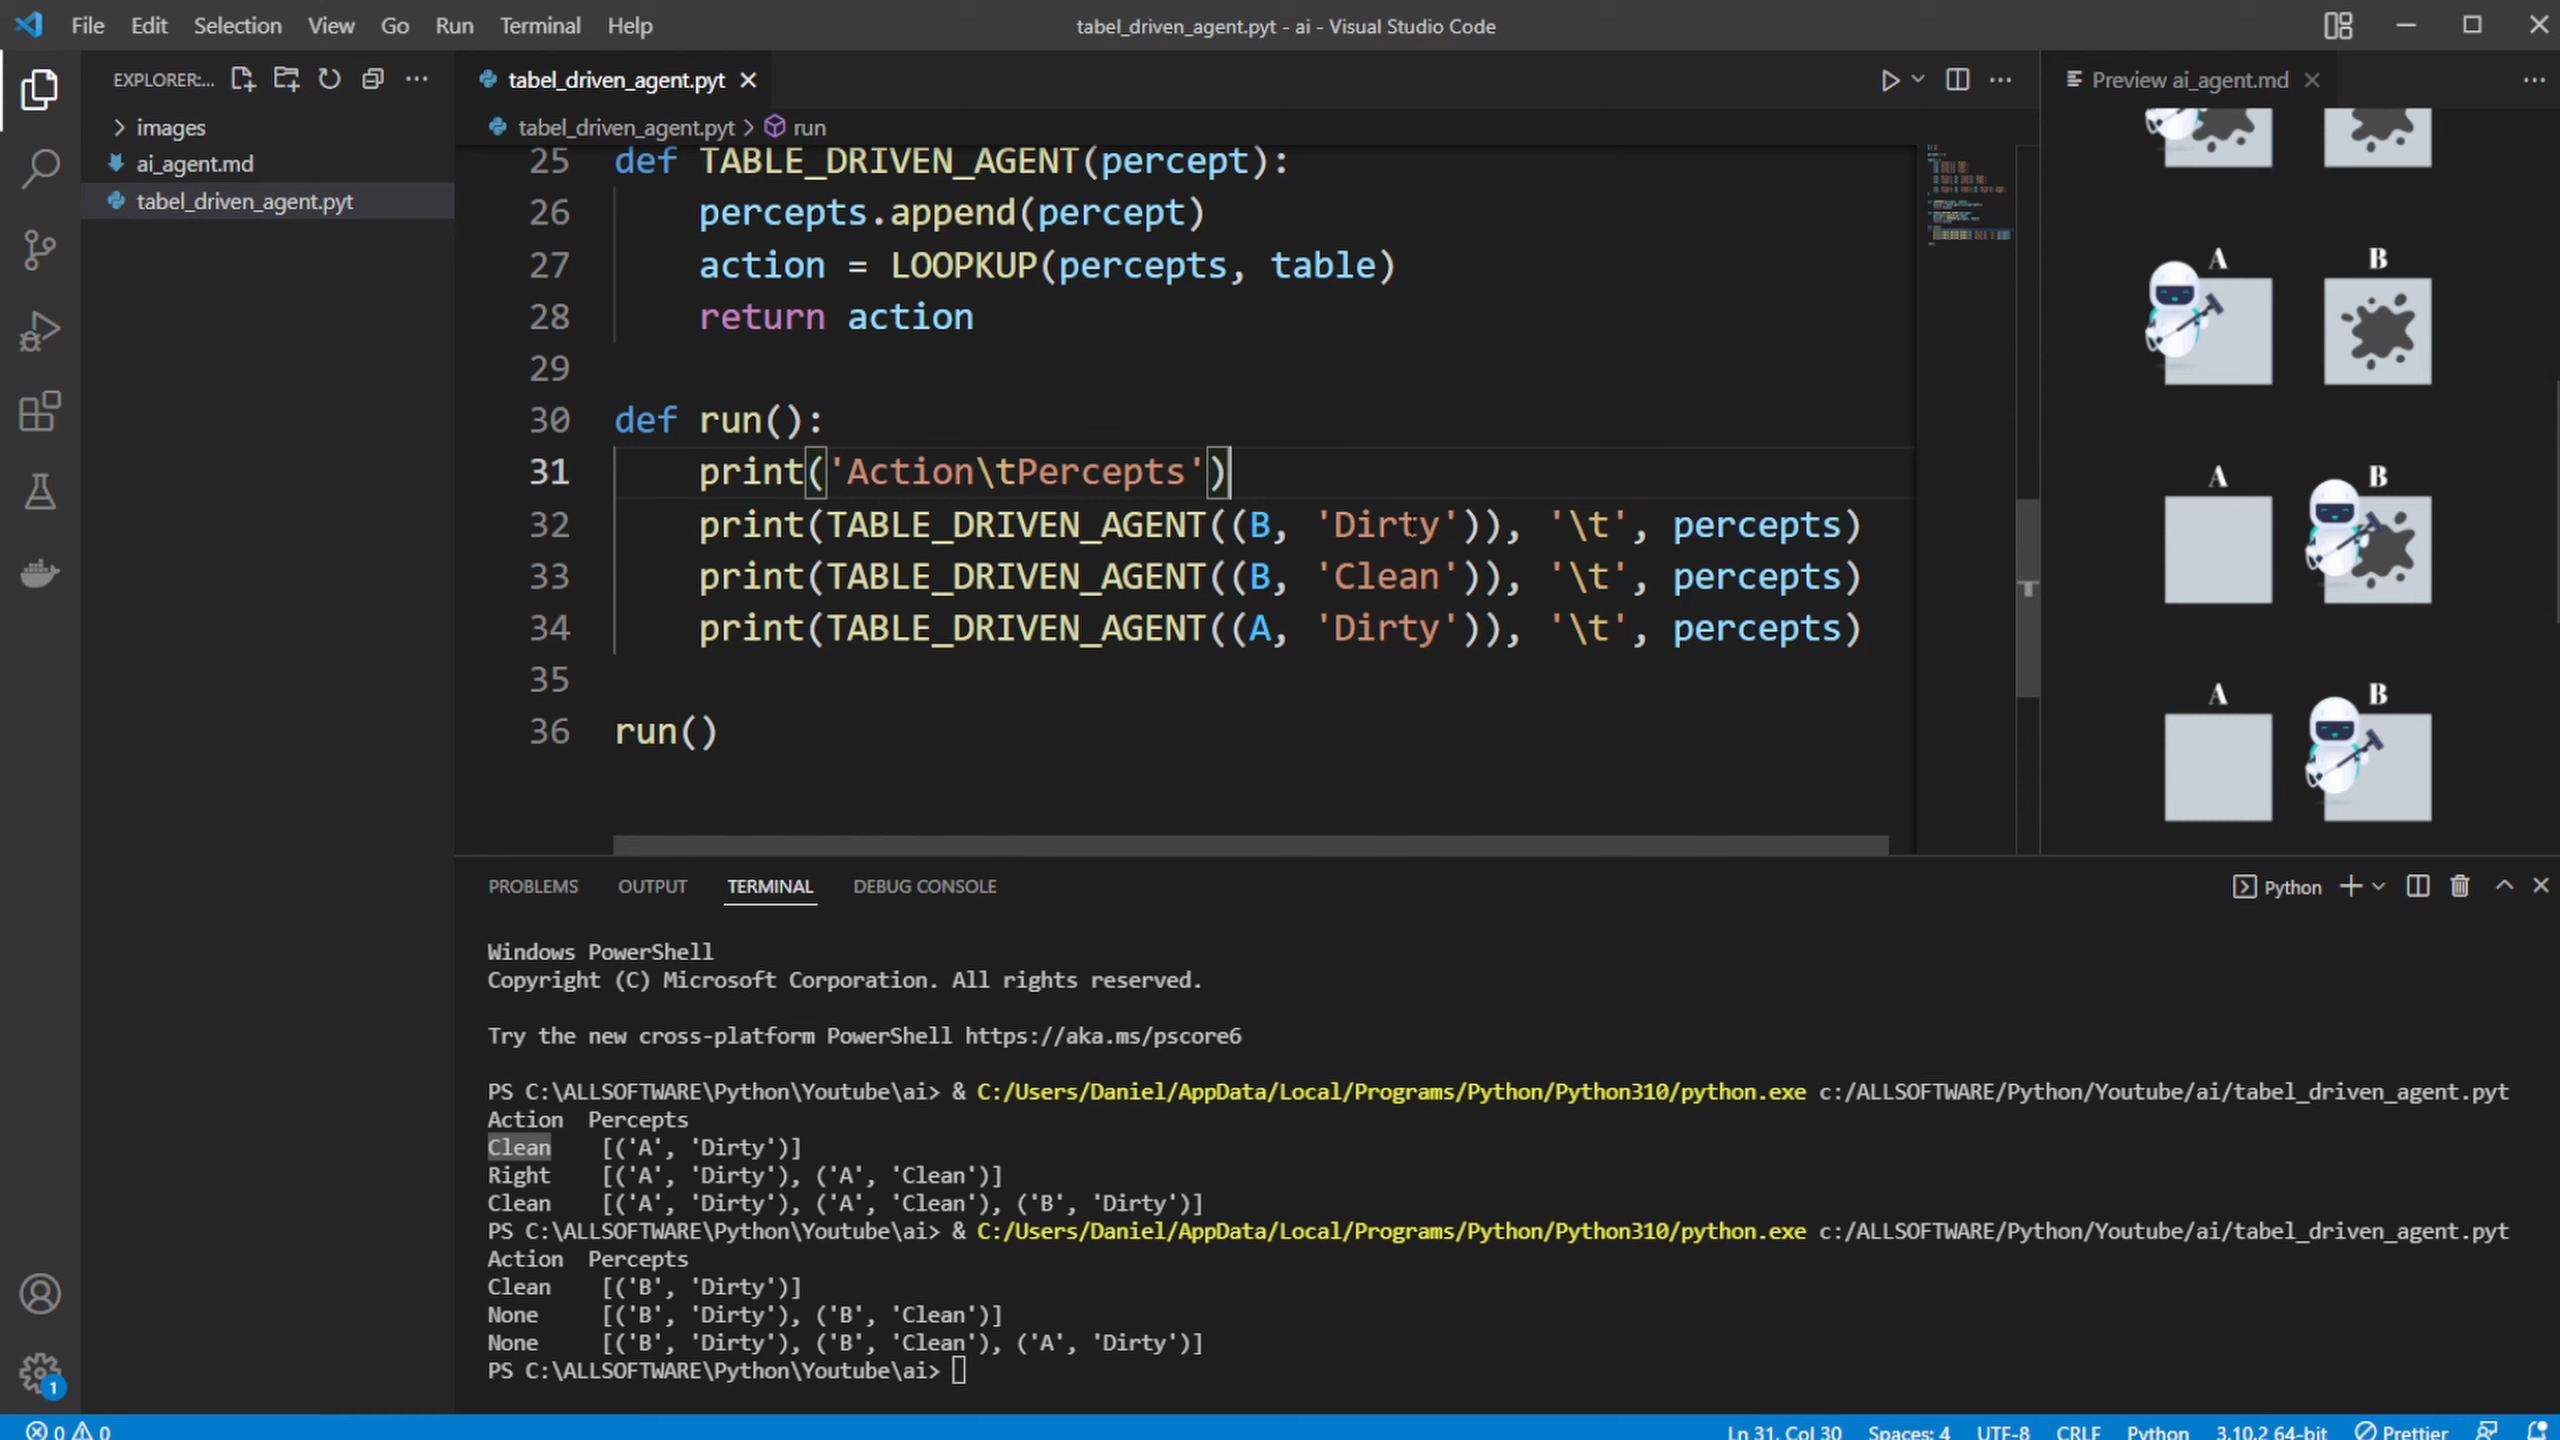 File Edit Selection View Go Run Terminal Help
tabel_driven_agent.pyt - ai - Visual Studio Code
EXPLORER:...
images
ai_agent.md
tabel_driven_agent.pyt
tabel_driven_agent.pyt
tabel_driven_agent.pyt > run
25 def TABLE_DRIVEN_AGENT(percept):
26 percepts.append(percept)
27 action = LOOPKUP(percepts, table)
28 return action
29
30 def run():
31 print('Action\tPercepts')
32 print(TABLE_DRIVEN_AGENT((B, 'Dirty')), '\t', percepts)
33 print(TABLE_DRIVEN_AGENT((B, 'Clean')), '\t', percepts)
34 print(TABLE_DRIVEN_AGENT((A, 'Dirty')), '\t', percepts)
35
36 run()
Preview ai_agent.md
A B
A B
A B
PROBLEMS OUTPUT TERMINAL DEBUG CONSOLE
Python
Windows PowerShell
Copyright (C) Microsoft Corporation. All rights reserved.
Try the new cross-platform PowerShell https://aka.ms/pscore6
PS C:\ALLSOFTWARE\Python\Youtube\ai> & C:/Users/Daniel/AppData/Local/Programs/Python/Python310/python.exe c:/ALLSOFTWARE/Python/Youtube/ai/tabel_driven_agent.pyt
Action Percepts
Clean [('A', 'Dirty')]
Right [('A', 'Dirty'), ('A', 'Clean')]
Clean [('A', 'Dirty'), ('A', 'Clean'), ('B', 'Dirty')]
PS C:\ALLSOFTWARE\Python\Youtube\ai> & C:/Users/Daniel/AppData/Local/Programs/Python/Python310/python.exe c:/ALLSOFTWARE/Python/Youtube/ai/tabel_driven_agent.pyt
Action Percepts
Clean [('B', 'Dirty')]
None [('B', 'Dirty'), ('B', 'Clean')]
None [('B', 'Dirty'), ('B', 'Clean'), ('A', 'Dirty')]
PS C:\ALLSOFTWARE\Python\Youtube\ai>
1
0 0
Ln 31, Col 30 Spaces: 4 UTF-8 CRLF Python 3.10.2 64-bit Prettier